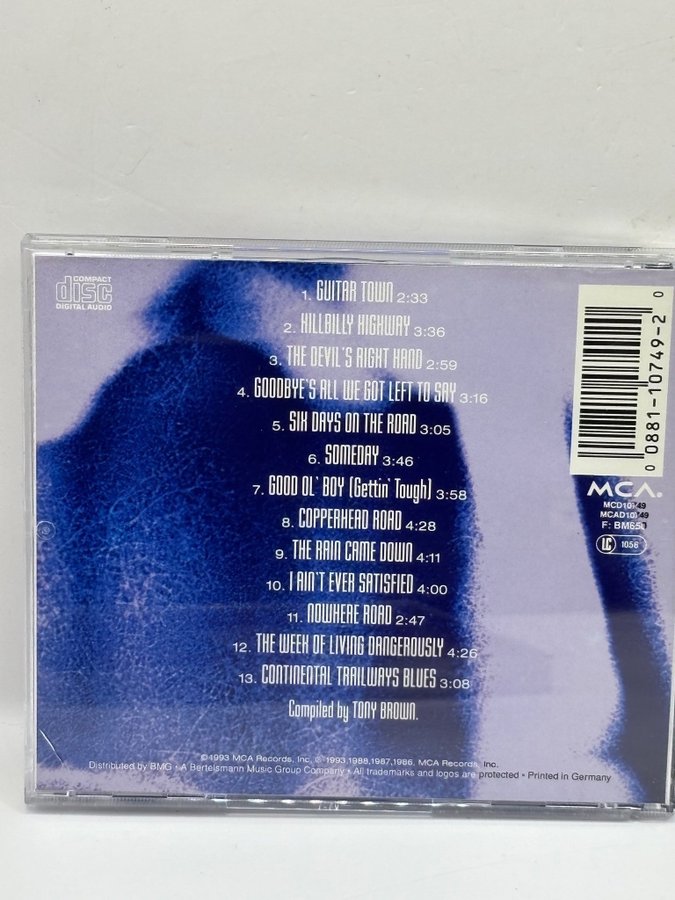 COMPACT
disc
DIGITAL AUDIO
1. GUITAR TOWN 2:33
2. HILLBILLY HIGHWAY 3:36
3. THE DEVIL'S RIGHT HAND 2:59
4. GOODBYE'S ALL WE GOT LEFT TO SAY 3:16
5. SIX DAYS ON THE ROAD 3:05
6. SOMEDAY 3:46
7. GOOD OL' BOY (Gettin' Tough) 3:58
8. COPPERHEAD ROAD 4:28
9. THE RAIN CAME DOWN 4:11
10. I AIN'T EVER SATISFIED 4:00
11. NOWHERE ROAD 2:47
12. THE WEEK OF LIVING DANGEROUSLY 4:26
13. CONTINENTAL TRAILWAYS BLUES 3:08
Compiled by TONY BROWN.
©1993 MCA Records, Inc. ℗ 1993,1988,1987,1986. MCA Records, Inc.
Distributed by BMG • A Bertelsmann Music Group Company • All trademarks and logos are protected • Printed in Germany
0 0881-10749-2 0
MCA.
MCD10749
MCAD10749
F: BM650
LC 1056